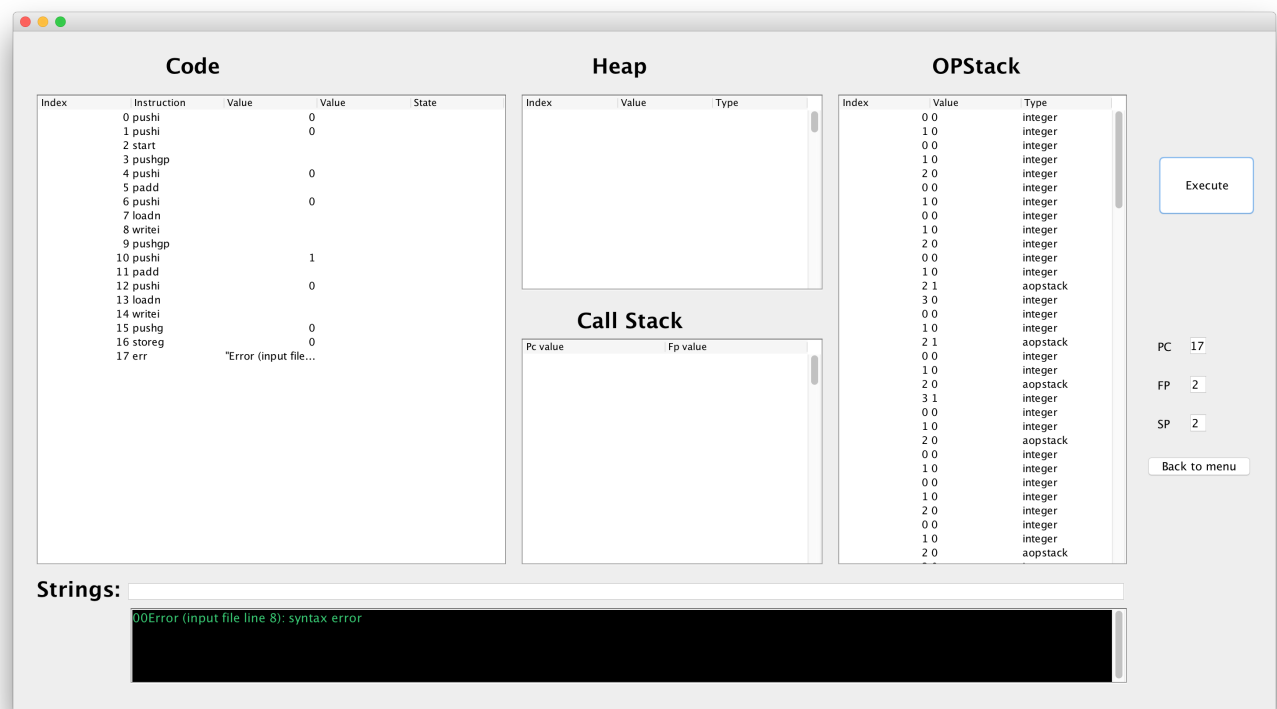 Code
Index Instruction Value Value State
0 pushi 0
1 pushi 0
2 start
3 pushgp
4 pushi 0
5 padd
6 pushi 0
7 loadn
8 writei
9 pushgp
10 pushi 1
11 padd
12 pushi 0
13 loadn
14 writei
15 pushg 0
16 storeg 0
17 err "Error (input file...
Heap
Index Value Type
Call Stack
Pc value Fp value
OPStack
Index Value Type
0 0 integer
1 0 integer
0 0 integer
1 0 integer
2 0 integer
0 0 integer
1 0 integer
0 0 integer
1 0 integer
2 0 integer
0 0 integer
1 0 integer
2 1 aopstack
3 0 integer
0 0 integer
1 0 integer
2 1 aopstack
0 0 integer
1 0 integer
2 0 aopstack
3 1 integer
0 0 integer
1 0 integer
2 0 aopstack
0 0 integer
1 0 integer
0 0 integer
1 0 integer
2 0 integer
0 0 integer
1 0 integer
2 0 aopstack
Execute
PC 17
FP 2
SP 2
Back to menu
Strings:
00Error (input file line 8): syntax error